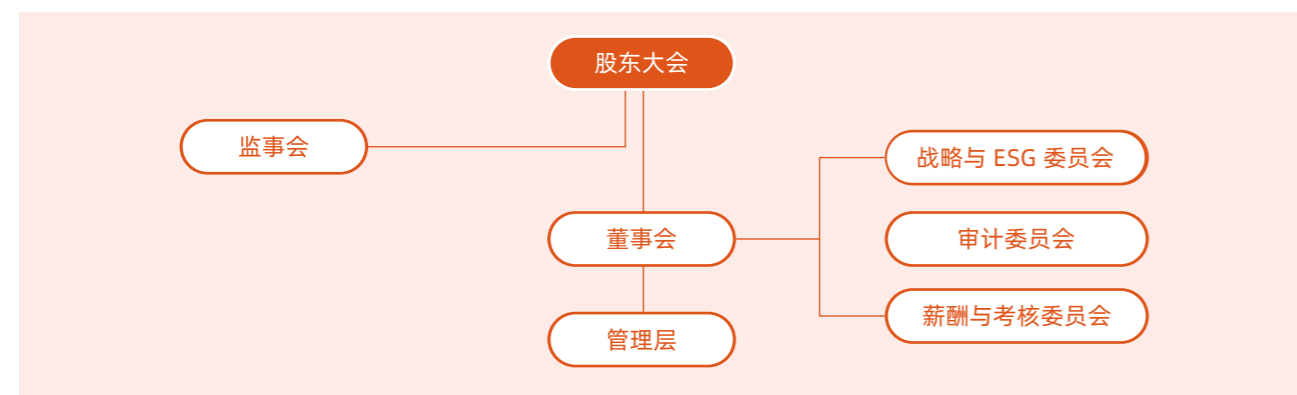 股东大会
监事会
战略与 ESG 委员会
董事会
审计委员会
薪酬与考核委员会
管理层